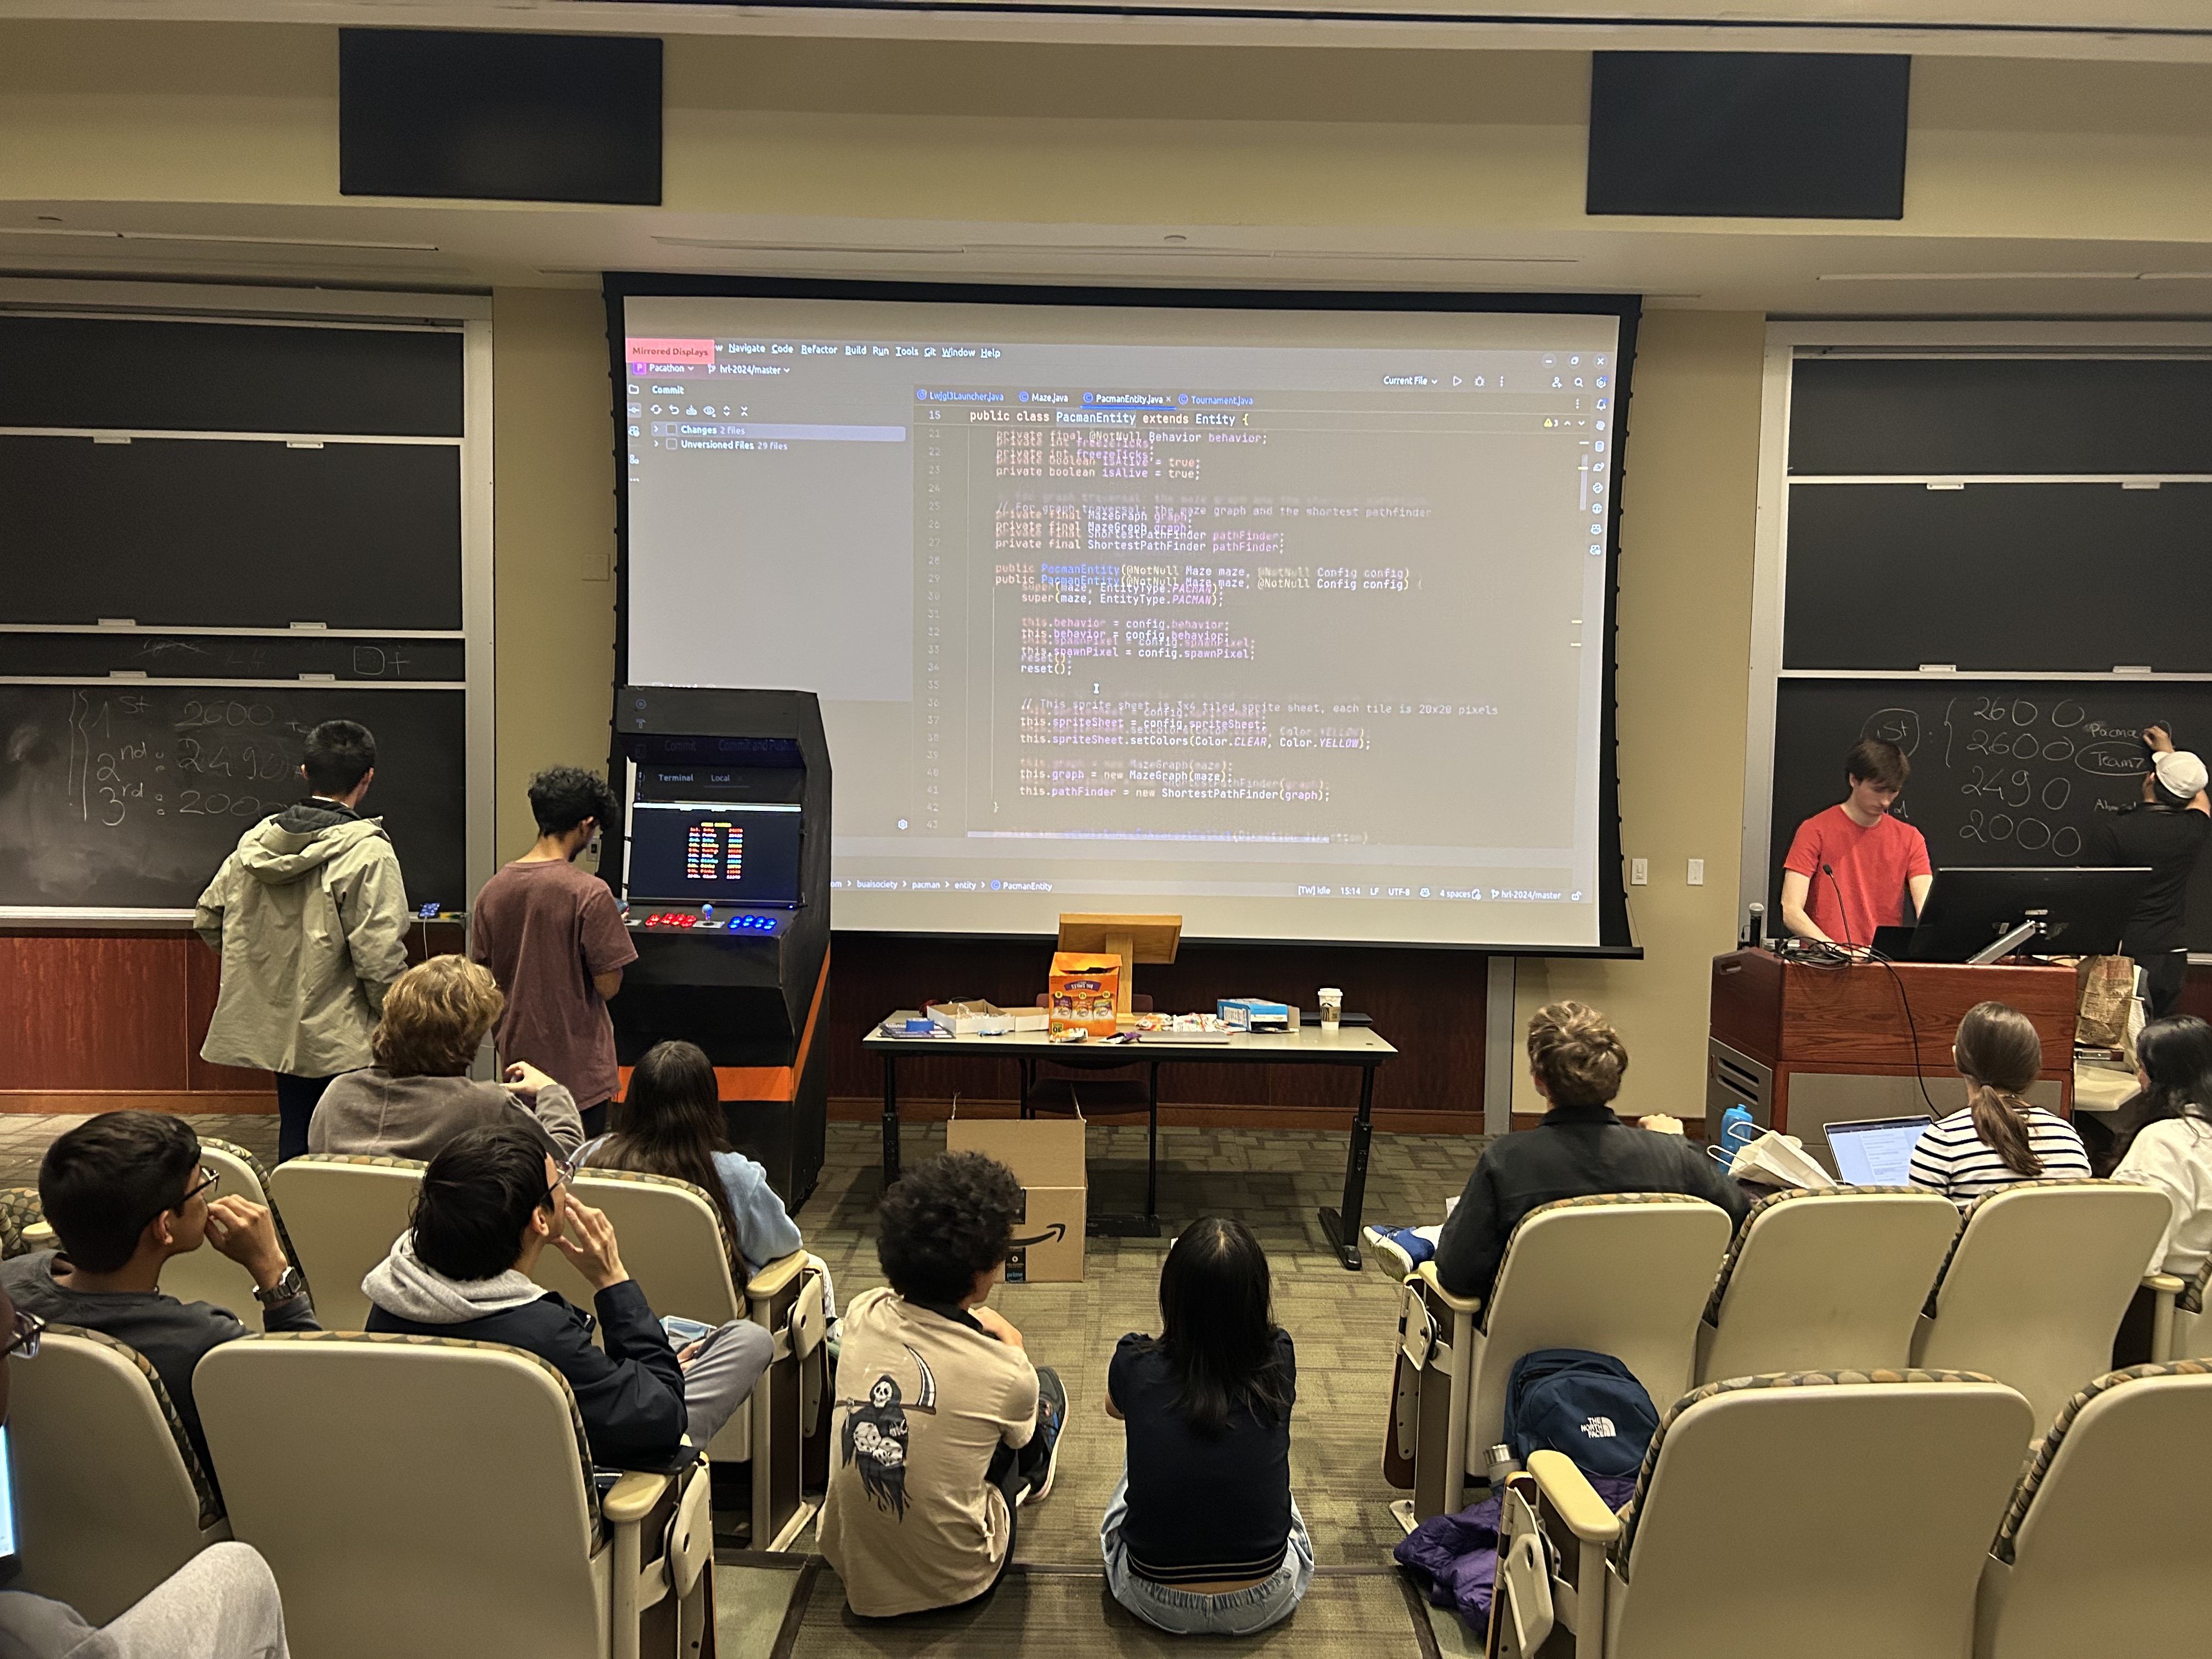 Mirrored Displays
w Navigate Code Refactor Build Run Tools Git Window Help
Pacathon hrl-2024/master
Current File
Commit
Changes 2 files
Unversioned Files 29 files
Lwjgl3Launcher.java Maze.java PacmanEntity.java Tournament.java
15 public class PacmanEntity extends Entity {
3
21 private final @NotNull Behavior behavior;
22 private int freezeTicks;
23 private boolean isAlive = true;
24
25 // For graph traversal: the maze graph and the shortest pathfinder
26 private final MazeGraph graph;
27 private final ShortestPathFinder pathFinder;
28
29 public PacmanEntity(@NotNull Maze maze, @NotNull Config config) {
30 super(maze, EntityType.PACMAN);
31
32 this.behavior = config.behavior;
33 this.spawnPixel = config.spawnPixel;
34 reset();
35
36 // This sprite sheet is 3x4 tiled sprite sheet, each tile is 20x20 pixels
37 this.spriteSheet = config.spriteSheet;
38 this.spriteSheet.setColors(Color.CLEAR, Color.YELLOW);
39
40 this.graph = new MazeGraph(maze);
41 this.pathFinder = new ShortestPathFinder(graph);
42 }
43
Commit Commit and Push
Terminal Local
om > buaisociety > pacman > entity > PacmanEntity
[TW] Idle 15:14 LF UTF-8 4 spaces hrl-2024/master
1st 2600
2nd : 2490
3rd : 2000
1st : 2600 Pacma
2600 Team7
2490
2000
prime
THE
NORTH
FACE